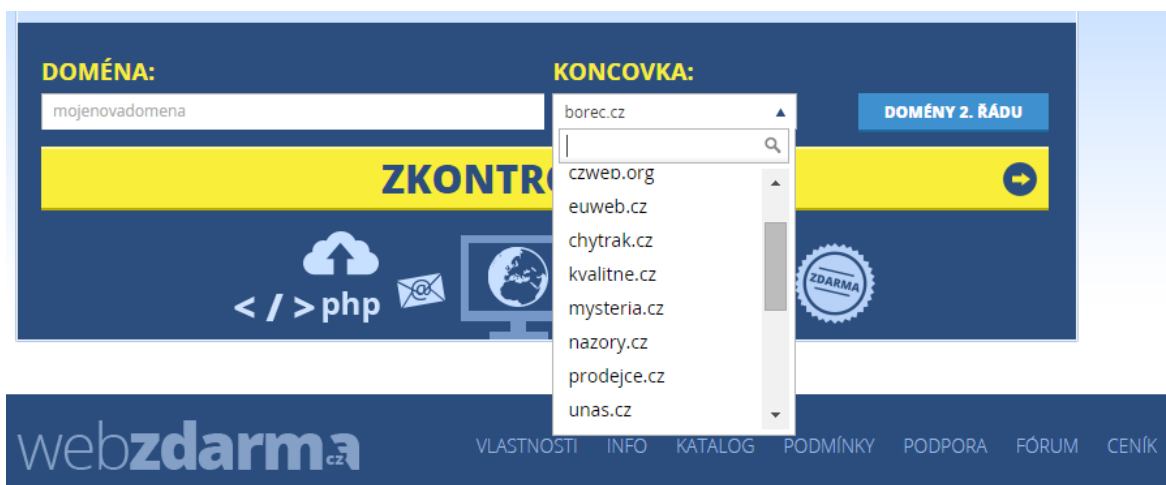 DOMÉNA:
KONCOVKA:
mojenovadomena
borec.cz
DOMÉNY 2. ŘÁDU
ZKONTR
czweb.org
euweb.cz
chytrak.cz
kvalitne.cz
mysteria.cz
nazory.cz
prodejce.cz
unas.cz
</>php
@
ZDARMA
webzdarma.cz
VLASTNOSTI INFO KATALOG PODMÍNKY PODPORA FÓRUM CENÍK